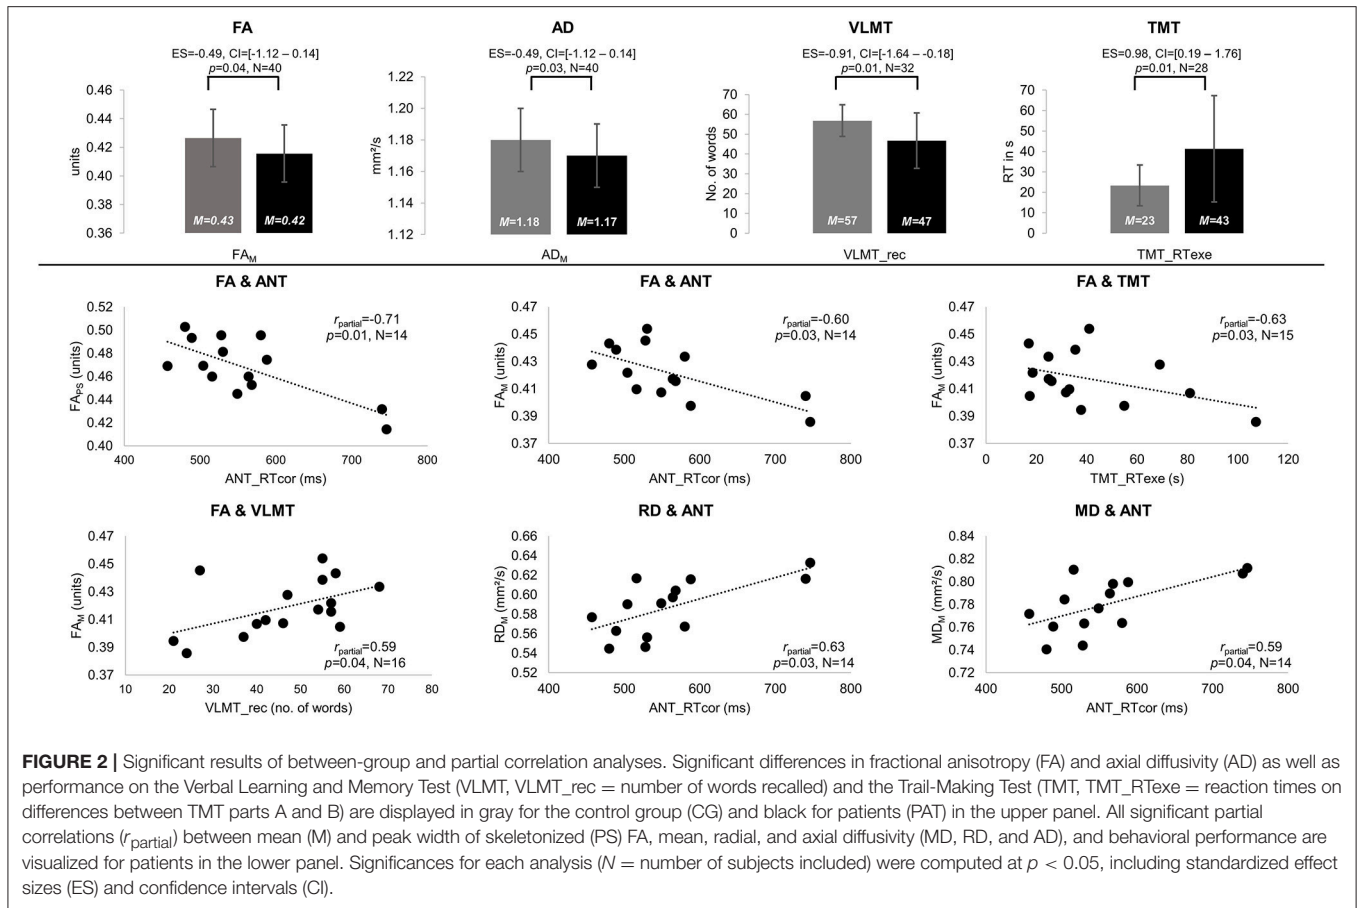 FA
ES=-0.49, CI=[-1.12 – 0.14]
p=0.04, N=40
0.46
0.44
0.42
0.40
0.38
0.36
units
M=0.43
M=0.42
FAM
AD
ES=-0.49, CI=[-1.12 – 0.14]
p=0.03, N=40
1.22
1.20
1.18
1.16
1.14
1.12
mm²/s
M=1.18
M=1.17
ADM
VLMT
ES=-0.91, CI=[-1.64 – -0.18]
p=0.01, N=32
70
60
50
40
30
20
10
0
No. of words
M=57
M=47
VLMT_rec
TMT
ES=0.98, CI=[0.19 – 1.76]
p=0.01, N=28
70
60
50
40
30
20
10
0
RT in s
M=23
M=43
TMT_RTexe
FA & ANT
0.52
0.50
0.48
0.46
0.44
0.42
0.40
FAPS (units)
rpartial=-0.71
p=0.01, N=14
400 500 600 700 800
ANT_RTcor (ms)
FA & ANT
0.47
0.45
0.43
0.41
0.39
0.37
FAM (units)
rpartial=-0.60
p=0.03, N=14
400 500 600 700 800
ANT_RTcor (ms)
FA & TMT
0.47
0.45
0.43
0.41
0.39
0.37
FAM (units)
rpartial=-0.63
p=0.03, N=15
0 20 40 60 80 100 120
TMT_RTexe (s)
FA & VLMT
0.47
0.45
0.43
0.41
0.39
0.37
FAM (units)
rpartial=0.59
p=0.04, N=16
10 20 30 40 50 60 70 80
VLMT_rec (no. of words)
RD & ANT
0.66
0.64
0.62
0.60
0.58
0.56
0.54
0.52
RDM (mm²/s)
rpartial=0.63
p=0.03, N=14
400 500 600 700 800
ANT_RTcor (ms)
MD & ANT
0.84
0.82
0.80
0.78
0.76
0.74
0.72
MDM (mm²/s)
rpartial=0.59
p=0.04, N=14
400 500 600 700 800
ANT_RTcor (ms)
FIGURE 2 | Significant results of between-group and partial correlation analyses. Significant differences in fractional anisotropy (FA) and axial diffusivity (AD) as well as
performance on the Verbal Learning and Memory Test (VLMT, VLMT_rec = number of words recalled) and the Trail-Making Test (TMT, TMT_RTexe = reaction times on
differences between TMT parts A and B) are displayed in gray for the control group (CG) and black for patients (PAT) in the upper panel. All significant partial
correlations (rpartial) between mean (M) and peak width of skeletonized (PS) FA, mean, radial, and axial diffusivity (MD, RD, and AD), and behavioral performance are
visualized for patients in the lower panel. Significances for each analysis (N = number of subjects included) were computed at p < 0.05, including standardized effect
sizes (ES) and confidence intervals (CI).